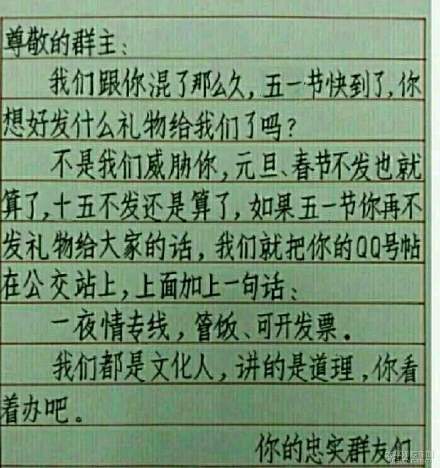 尊敬的群主：
我们跟你混了那么久，五一节快到了，你
想好发什么礼物给我们了吗？
不是我们威胁你，元旦、春节不发也就
算了，十五不发还是算了，如果五一节你再不
发礼物给大家的话，我们就把你的QQ号帖
在公交站上，上面加上一句话：
一夜情专线，管饭、可开发票。
我们都是文化人，讲的是道理，你看
着办吧。
你的忠实群友们